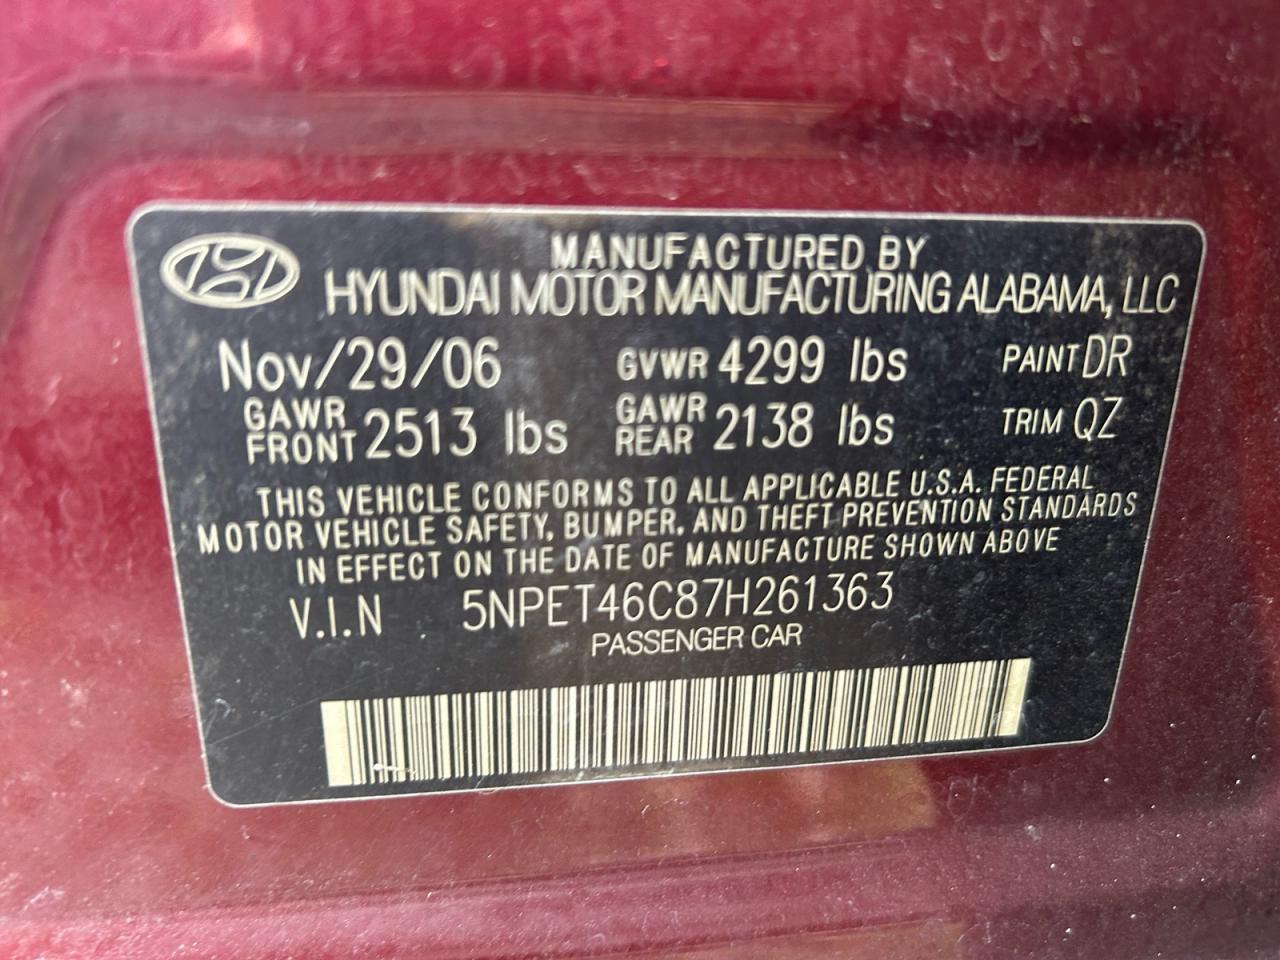 MANUFACTURED BY
HYUNDAI MOTOR MANUFACTURING ALABAMA, LLC
Nov/29/06 GVWR 4299 lbs PAINT DR
GAWR FRONT 2513 lbs GAWR REAR 2138 lbs TRIM QZ
THIS VEHICLE CONFORMS TO ALL APPLICABLE U.S.A. FEDERAL
MOTOR VEHICLE SAFETY, BUMPER, AND THEFT PREVENTION STANDARDS
IN EFFECT ON THE DATE OF MANUFACTURE SHOWN ABOVE
V.I.N 5NPET46C87H261363
PASSENGER CAR